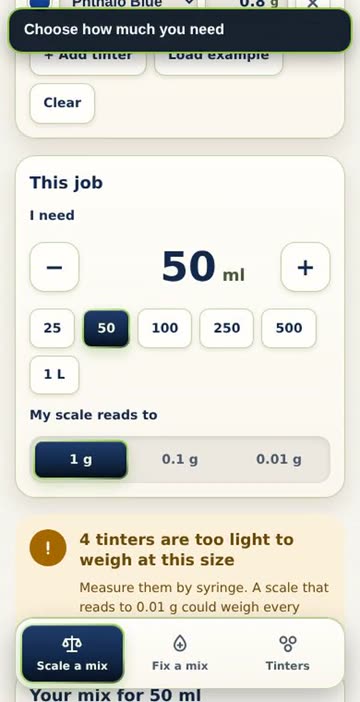 Phthalo Blue
0.8 g
Choose how much you need
+ Add tinter
Load example
Clear
This job
I need
−
50 ml
+
25
50
100
250
500
1 L
My scale reads to
1 g
0.1 g
0.01 g
!
4 tinters are too light to
weigh at this size
Measure them by syringe. A scale that
reads to 0.01 g could weigh every
Scale a mix
Fix a mix
Tinters
Your mix for 50 ml